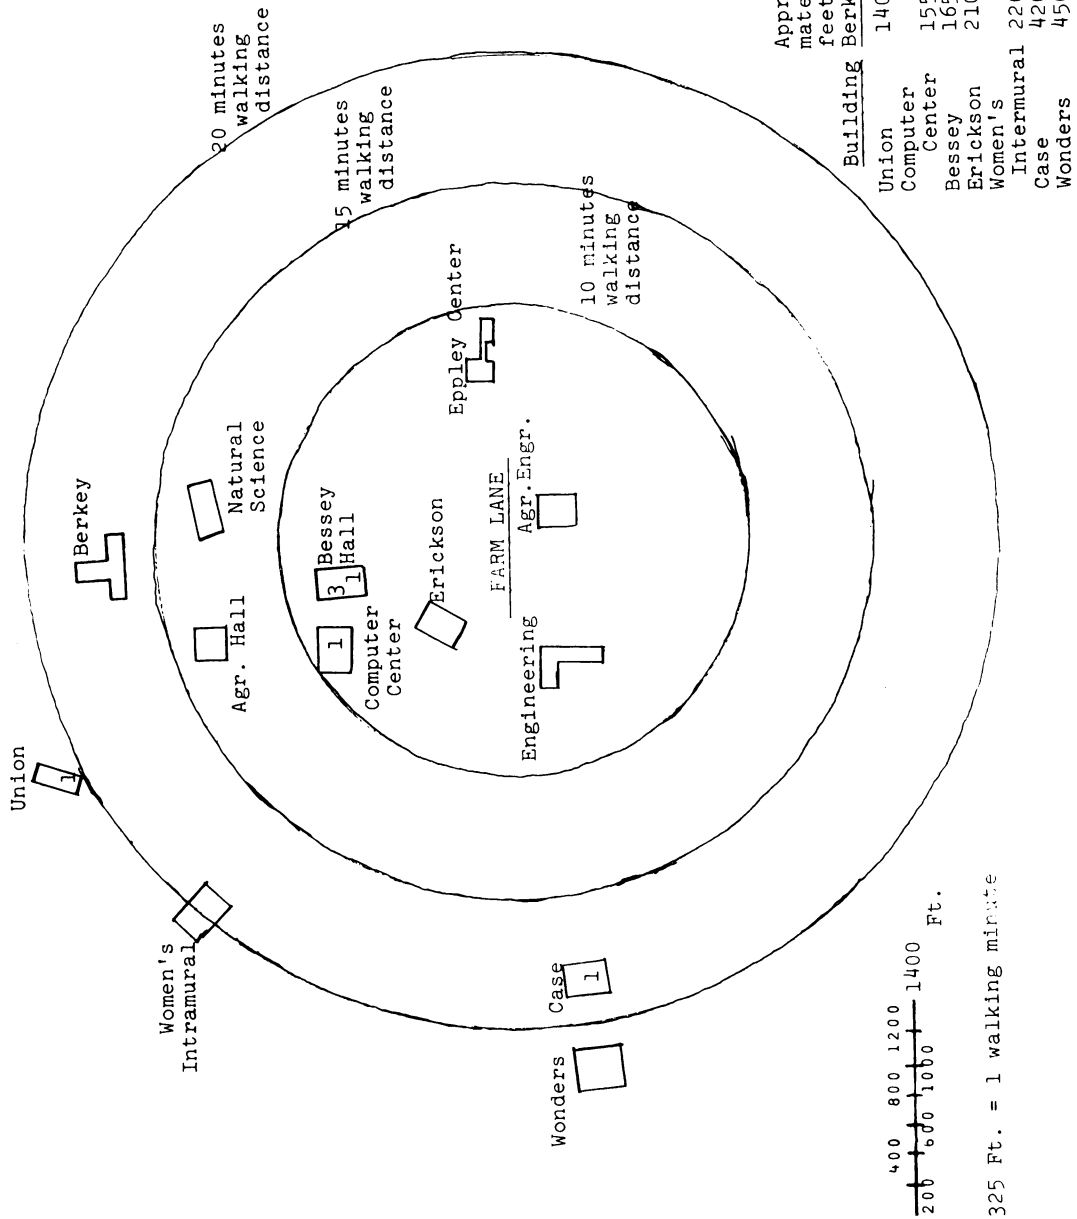 20 minutes
walking
distance
15 minutes
walking
distance
10 minutes
walking
distance
Union
1
Berkey
Women's
Intramural
Agr. Hall
Natural
Science
1
Computer
Center
3
1
Bessey
Hall
Erickson
Eppley Center
FARM LANE
Agr.Engr.
Engineering
Case
1
Wonders
200 400 600 800 1000 1200 1400
Ft.
325 Ft. = 1 walking minute
feet
Building
Union
Computer
Center
Bessey
Erickson
Women's
Intermural
Case
Wonders